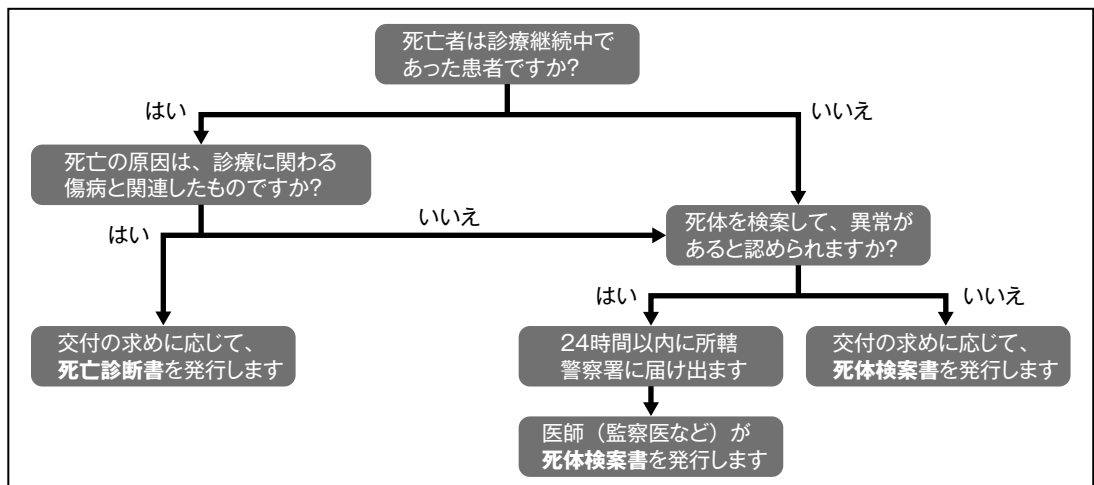 死亡者は診療継続中で
あった患者ですか?
はい
いいえ
死亡の原因は、診療に関わる
傷病と関連したものですか?
はい
いいえ
死体を検案して、異常が
あると認められますか?
はい
いいえ
交付の求めに応じて、
死亡診断書を発行します
24時間以内に所轄
警察署に届け出ます
交付の求めに応じて、
死体検案書を発行します
医師（監察医など）が
死体検案書を発行します